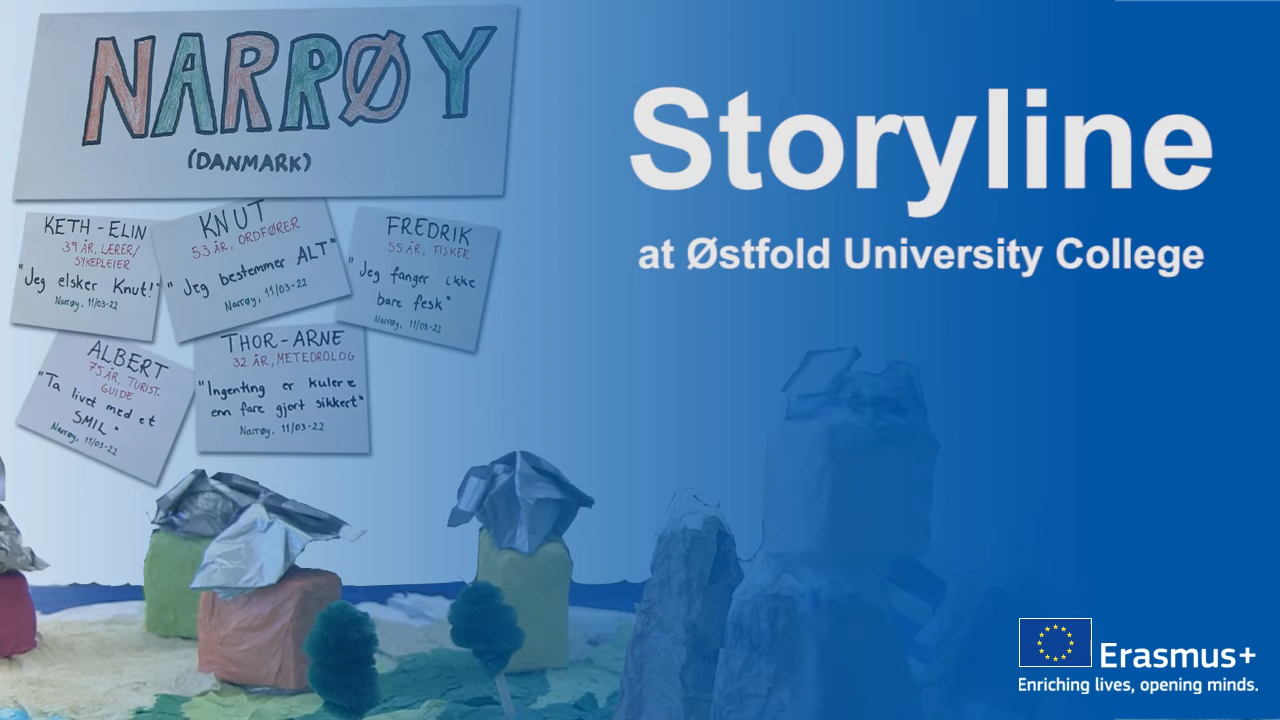 NARRØY
(DANMARK)
KETH-ELIN
39 ÅR, LÆRER/
SYKEPLEIER
"Jeg elsker Knut!"
Narrøy, 11/03-22
KNUT
53 ÅR, ORDFØRER
"Jeg bestemmer ALT"
Narrøy, 11/03-22
FREDRIK
55 ÅR, FISKER
"Jeg fanger ikke
bare fesk"
Narrøy, 11/03-22
ALBERT
75 ÅR, TURIST-
GUIDE
"Ta livet med et
SMIL"
Narrøy, 11/03-22
THOR-ARNE
32 ÅR, METEOROLOG
"Ingenting er kulere
enn fare gjort sikkert"
Narrøy, 11/03-22
Storyline
at Østfold University College
Erasmus+
Enriching lives, opening minds.